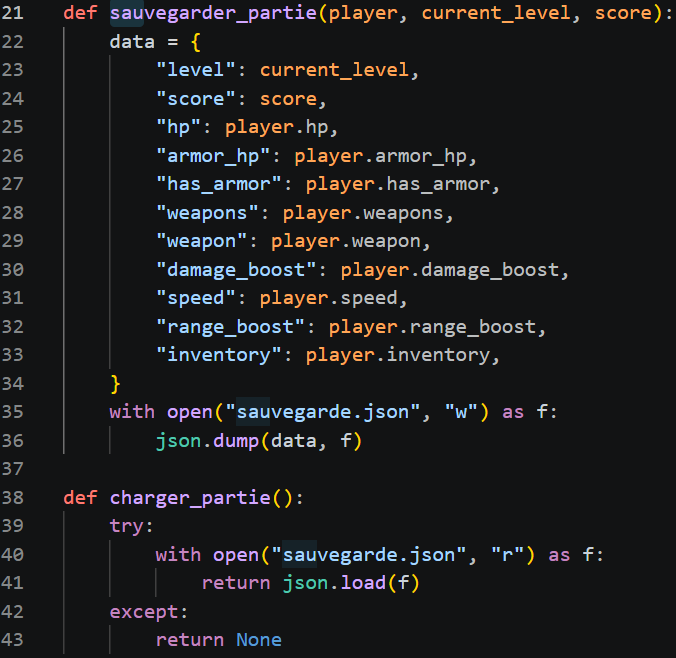 21 def sauvegarder_partie(player, current_level, score):
22     data = {
23         "level": current_level,
24         "score": score,
25         "hp": player.hp,
26         "armor_hp": player.armor_hp,
27         "has_armor": player.has_armor,
28         "weapons": player.weapons,
29         "weapon": player.weapon,
30         "damage_boost": player.damage_boost,
31         "speed": player.speed,
32         "range_boost": player.range_boost,
33         "inventory": player.inventory,
34     }
35     with open("sauvegarde.json", "w") as f:
36         json.dump(data, f)
37
38 def charger_partie():
39     try:
40         with open("sauvegarde.json", "r") as f:
41             return json.load(f)
42     except:
43         return None